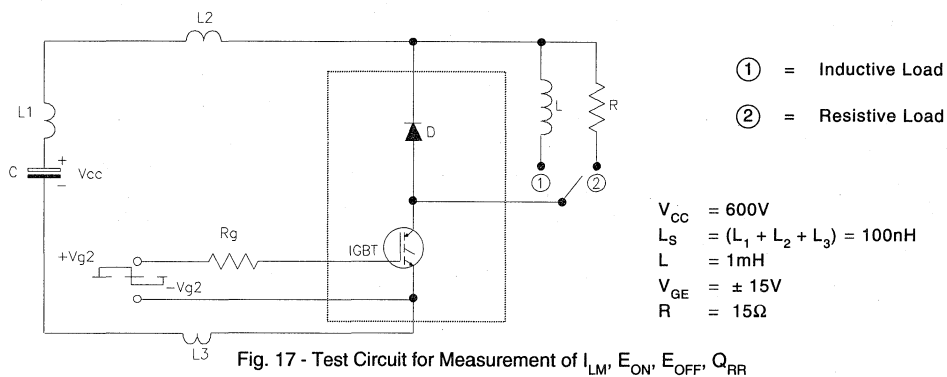 L2
L1
C
+
Vcc
−
D
L
R
1
2
Rg
IGBT
+Vg2
−Vg2
L3
1 = Inductive Load
2 = Resistive Load
V_CC = 600V
L_S = (L_1 + L_2 + L_3) = 100nH
L = 1mH
V_GE = ± 15V
R = 15Ω
Fig. 17 - Test Circuit for Measurement of I_LM, E_ON, E_OFF, Q_RR